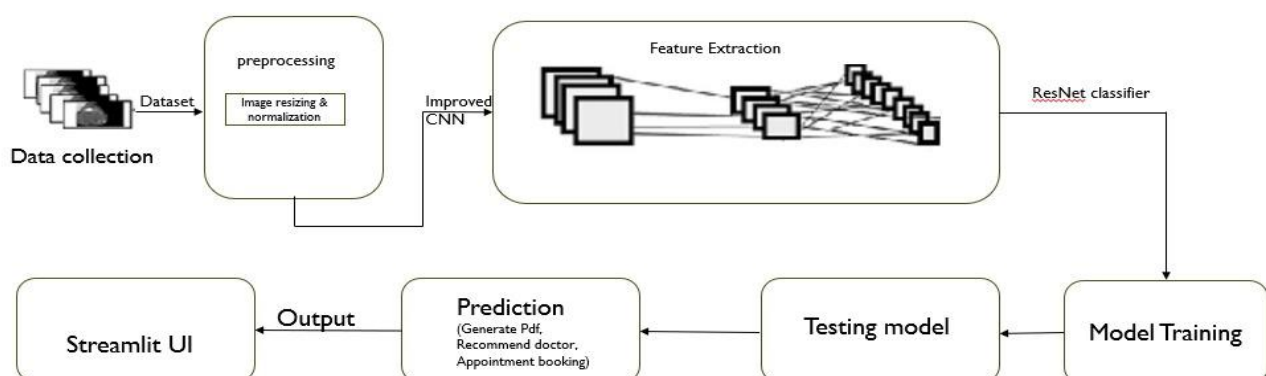 Data collection
Dataset
preprocessing
Image resizing &
normalization
Improved
CNN
Feature Extraction
ResNet classifier
Model Training
Testing model
Prediction
(Generate Pdf,
Recommend doctor,
Appointment booking)
Output
Streamlit UI